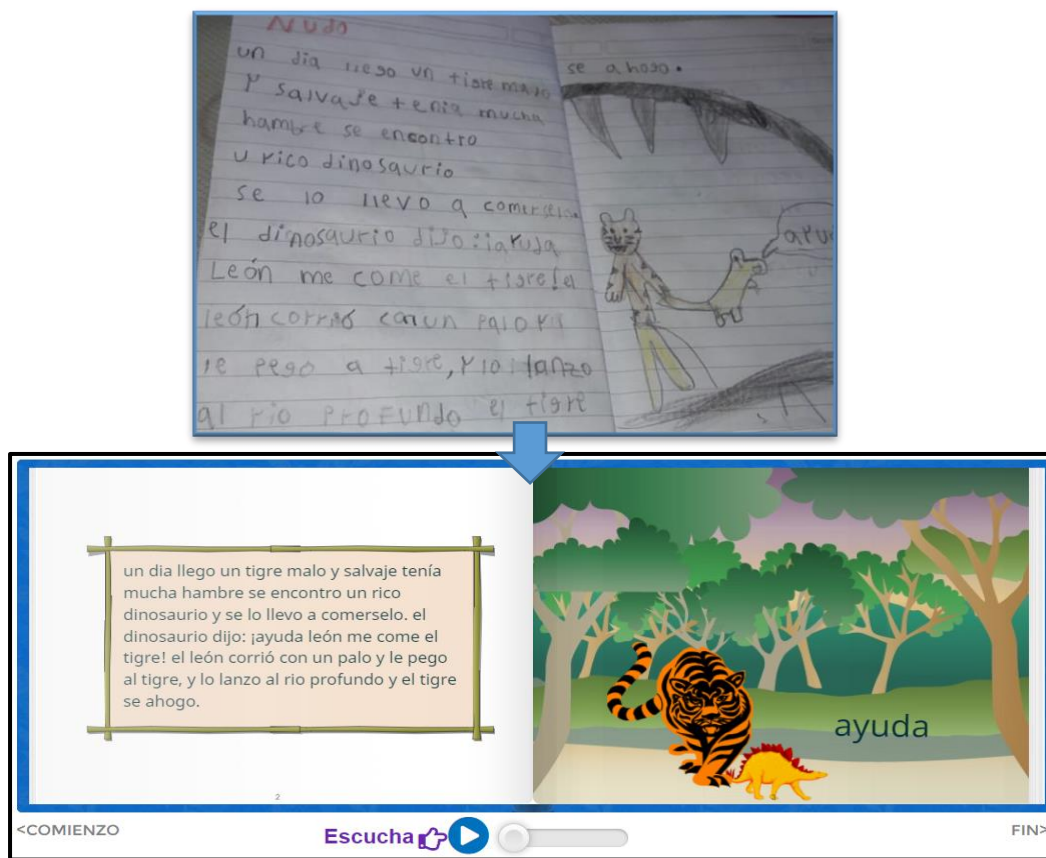 Nudo
un dia llego un tigre malo
y salvaje tenia mucha
hambre se encontro
u rico dinosaurio
se lo llevo a comerselo
el dinosaurio dijo: ¡ayuda
León me come el tigre! el
león corrió con un palo y
le pego a tigre, y lo lanzo
al rio profundo el tigre
se ahogo.
ayu
un dia llego un tigre malo y salvaje tenía
mucha hambre se encontro un rico
dinosaurio y se lo llevo a comerselo. el
dinosaurio dijo: ¡ayuda león me come el
tigre! el león corrió con un palo y le pego
al tigre, y lo lanzo al rio profundo y el tigre
se ahogo.
2
ayuda
<COMIENZO
Escucha
FIN>